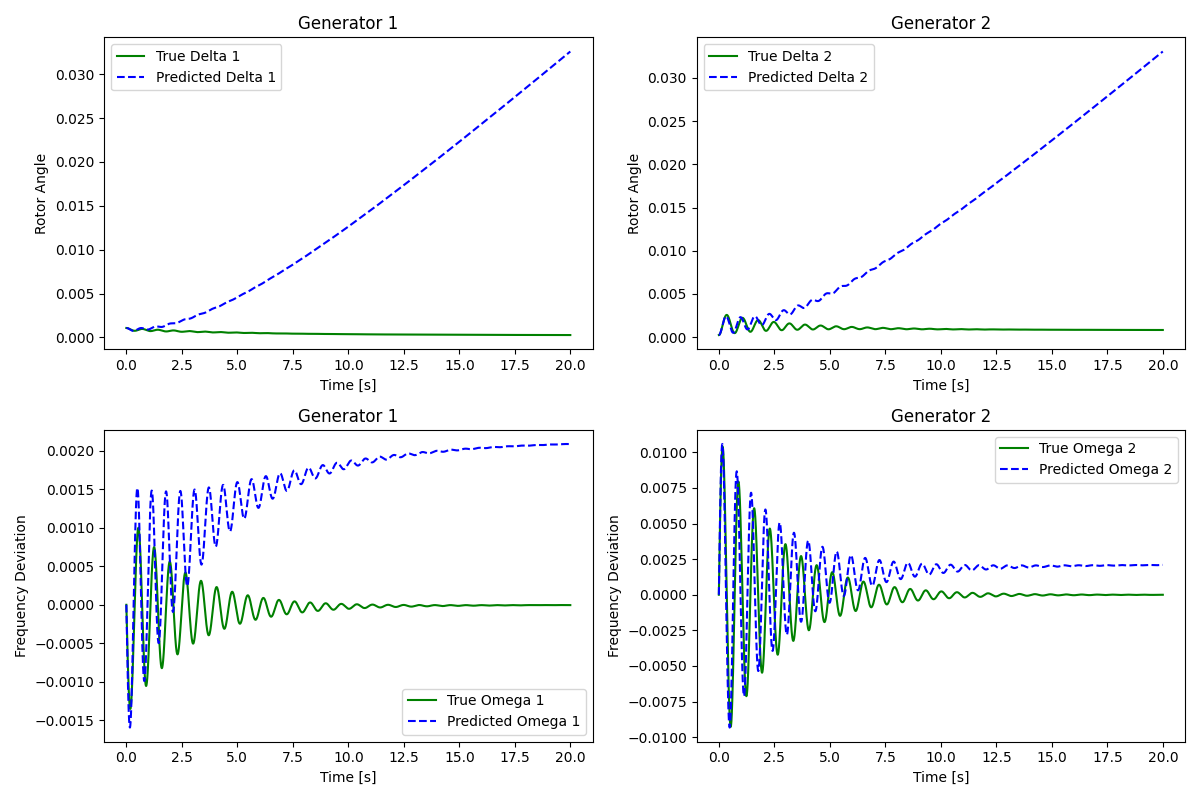 Generator 1
True Delta 1
Predicted Delta 1
Rotor Angle
0.030
0.025
0.020
0.015
0.010
0.005
0.000
0.0 2.5 5.0 7.5 10.0 12.5 15.0 17.5 20.0
Time [s]
Generator 2
True Delta 2
Predicted Delta 2
Rotor Angle
0.030
0.025
0.020
0.015
0.010
0.005
0.000
0.0 2.5 5.0 7.5 10.0 12.5 15.0 17.5 20.0
Time [s]
Generator 1
Frequency Deviation
0.0020
0.0015
0.0010
0.0005
0.0000
−0.0005
−0.0010
−0.0015
True Omega 1
Predicted Omega 1
0.0 2.5 5.0 7.5 10.0 12.5 15.0 17.5 20.0
Time [s]
Generator 2
True Omega 2
Predicted Omega 2
Frequency Deviation
0.0100
0.0075
0.0050
0.0025
0.0000
−0.0025
−0.0050
−0.0075
−0.0100
0.0 2.5 5.0 7.5 10.0 12.5 15.0 17.5 20.0
Time [s]